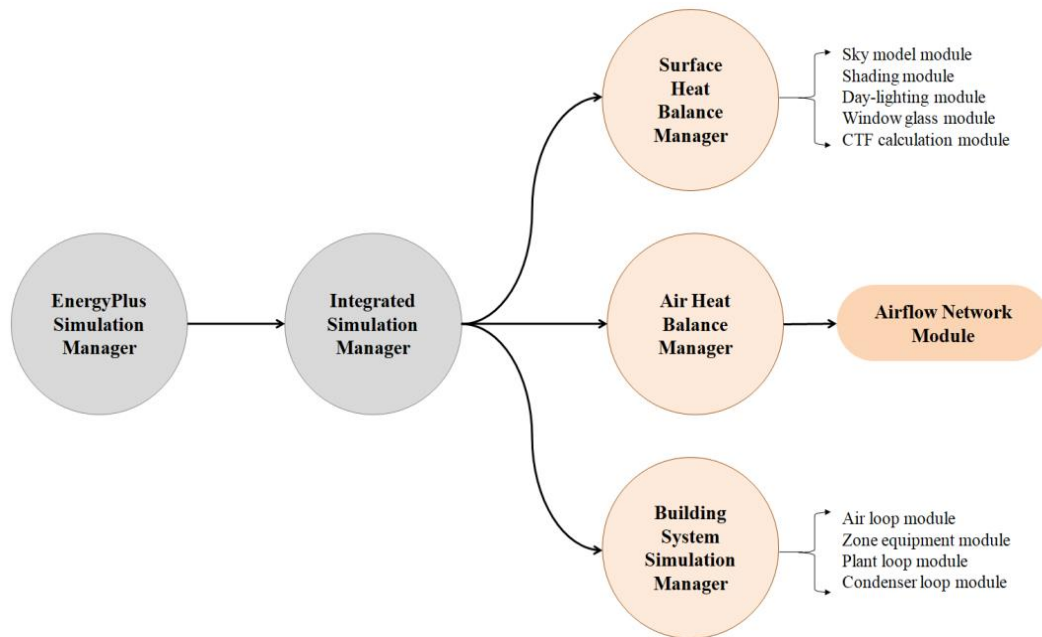 EnergyPlus
Simulation
Manager
Integrated
Simulation
Manager
Surface
Heat
Balance
Manager
Sky model module
Shading module
Day-lighting module
Window glass module
CTF calculation module
Air Heat
Balance
Manager
Airflow Network
Module
Building
System
Simulation
Manager
Air loop module
Zone equipment module
Plant loop module
Condenser loop module